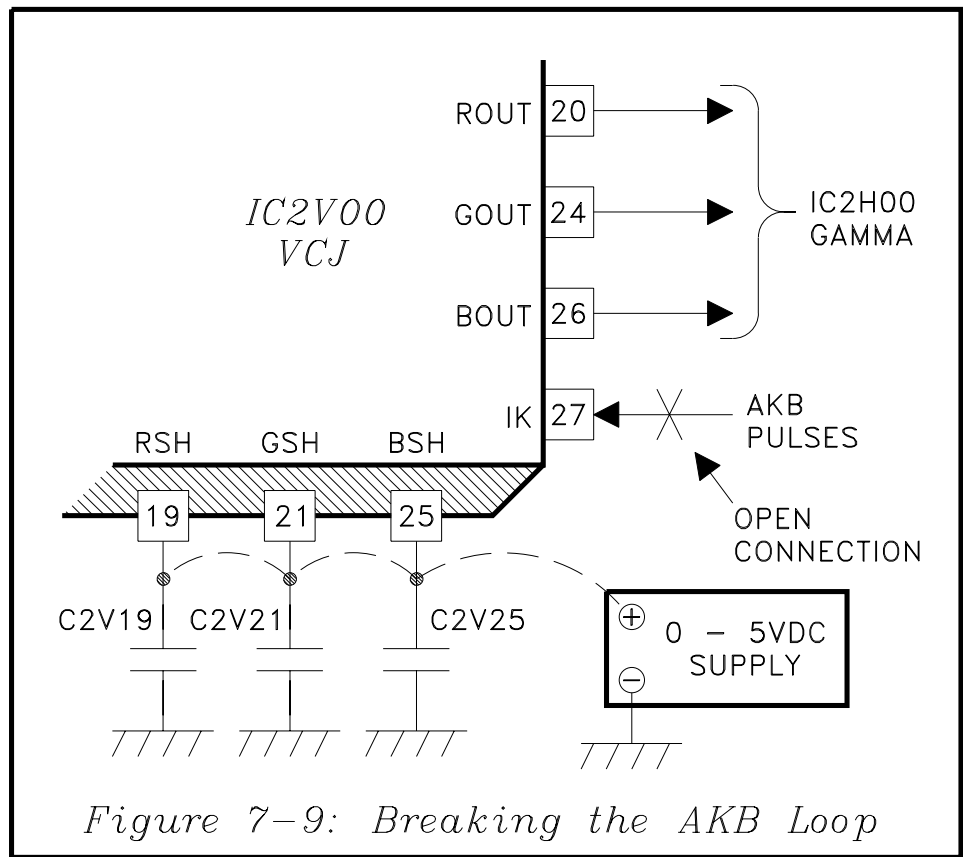 ROUT 20
IC2V00
VCJ
GOUT 24
IC2H00
GAMMA
BOUT 26
IK 27
AKB
PULSES
RSH GSH BSH
19 21 25
OPEN
CONNECTION
C2V19 C2V21 C2V25
+ 0 - 5VDC
SUPPLY
-
Figure 7-9: Breaking the AKB Loop